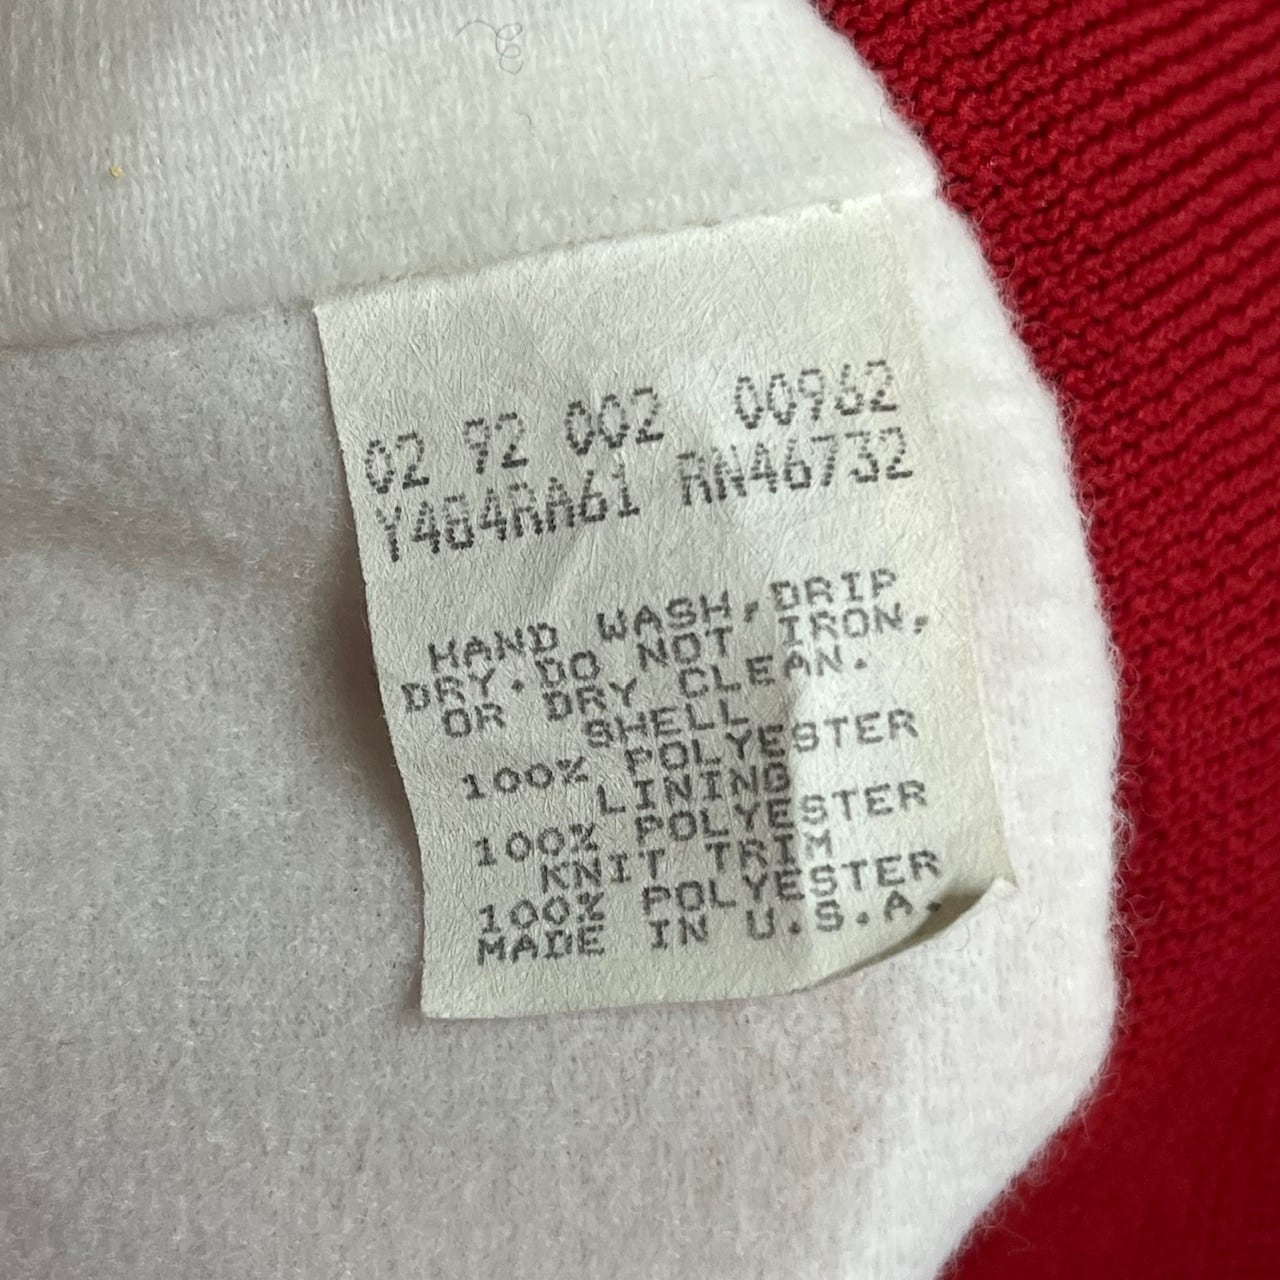 02 92 002 00962
Y484RA61 RN46732
HAND WASH, DRIP
DRY. DO NOT IRON,
OR DRY CLEAN.
SHELL
100% POLYESTER
LINING
100% POLYESTER
KNIT TRIM
100% POLYESTER
MADE IN U.S.A.